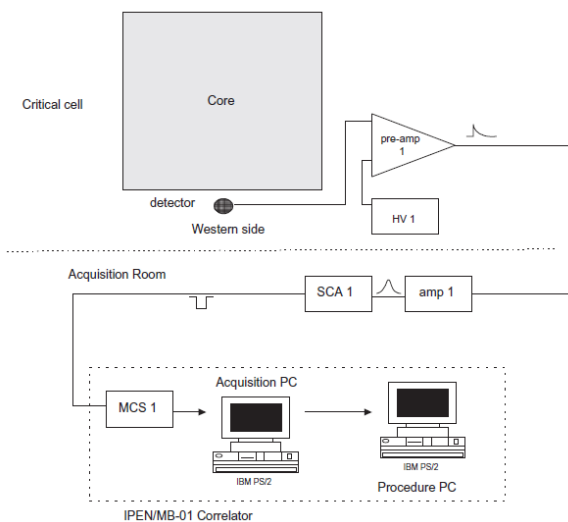 Critical cell
Core
pre-amp
1
detector
Western side
HV 1
Acquisition Room
SCA 1
amp 1
MCS 1
Acquisition PC
IBM PS/2
IBM PS/2
Procedure PC
IPEN/MB-01 Correlator